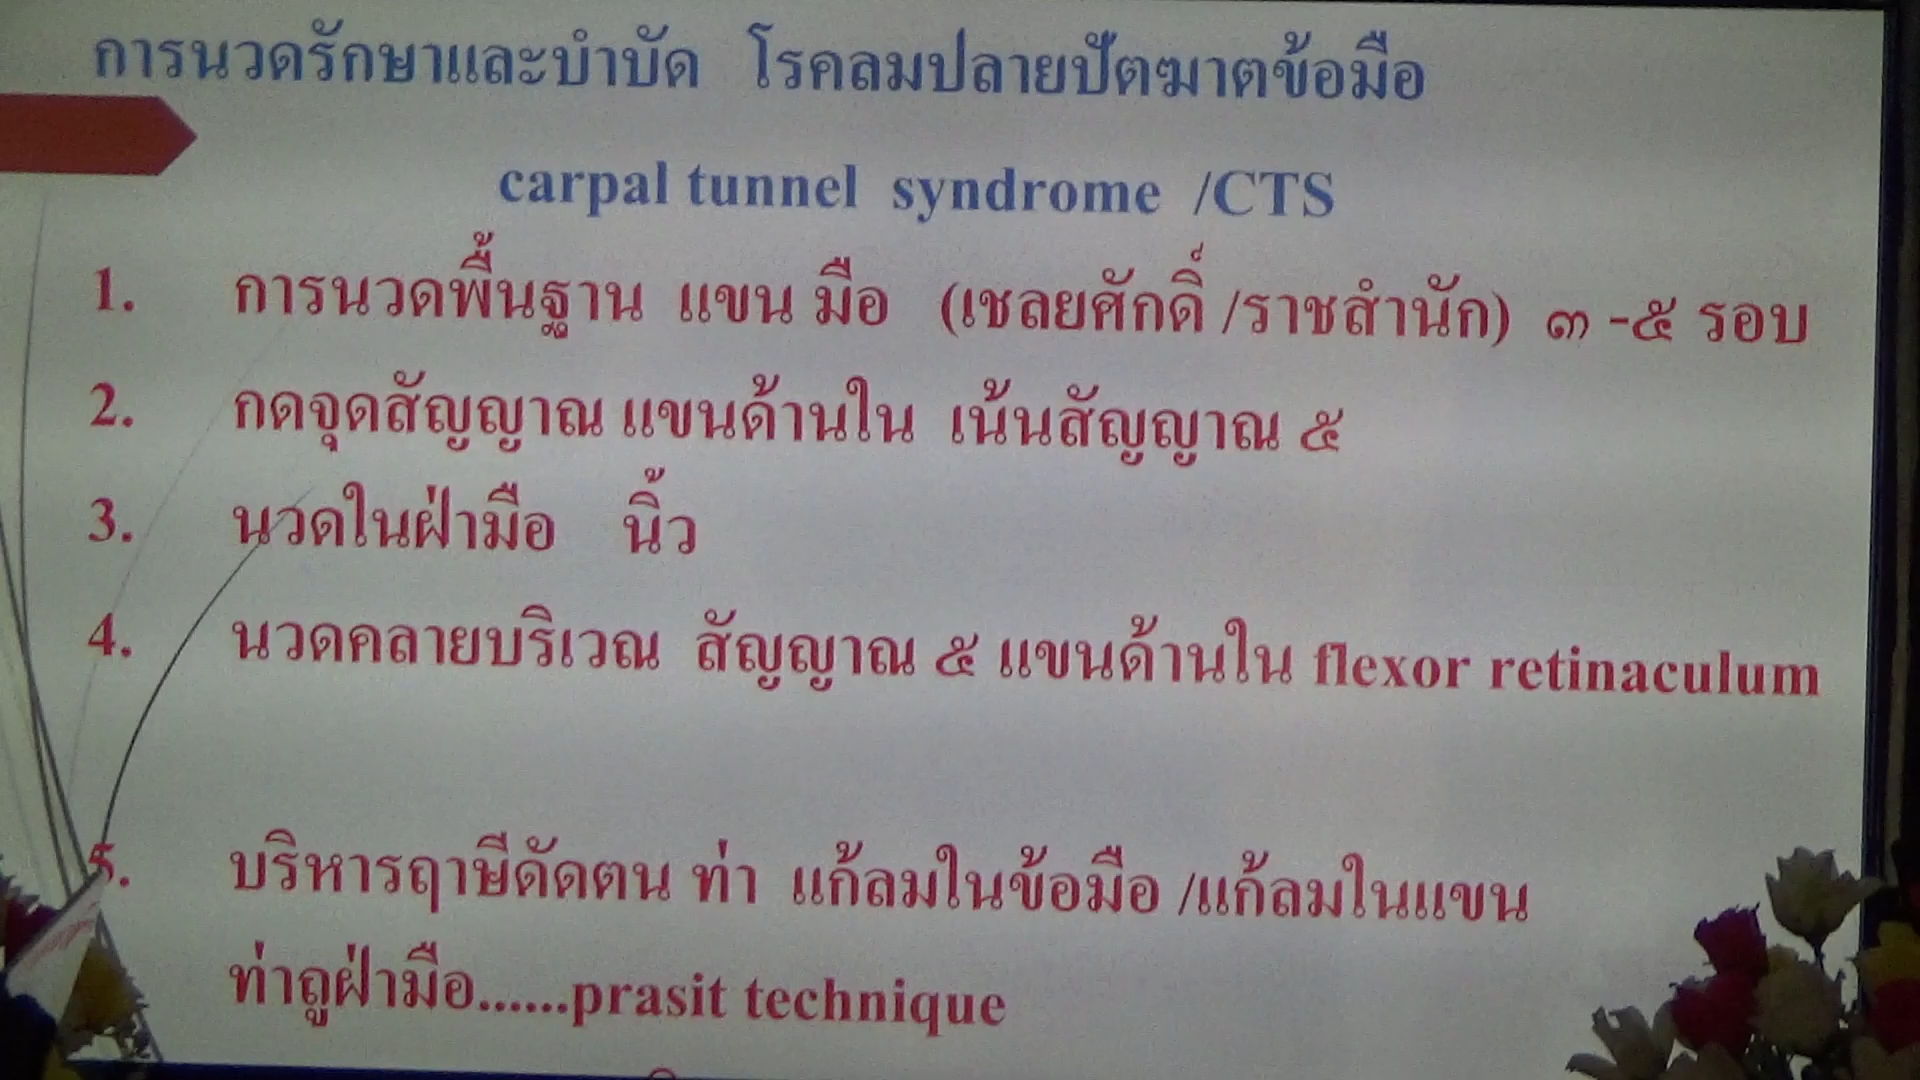 การนวดรักษาและบำบัด โรคลมปลายปัตฆาตข้อมือ
carpal tunnel syndrome /CTS
1. การนวดพื้นฐาน แขน มือ (เชลยศักดิ์ /ราชสำนัก) ๓ -๕ รอบ
2. กดจุดสัญญาณ แขนด้านใน เน้นสัญญาณ ๕
3. นวดในฝ่ามือ นิ้ว
4. นวดคลายบริเวณ สัญญาณ ๕ แขนด้านใน flexor retinaculum
5. บริหารฤาษีดัดตน ท่า แก้ลมในข้อมือ /แก้ลมในแขน
ท่าถูฝ่ามือ......prasit technique